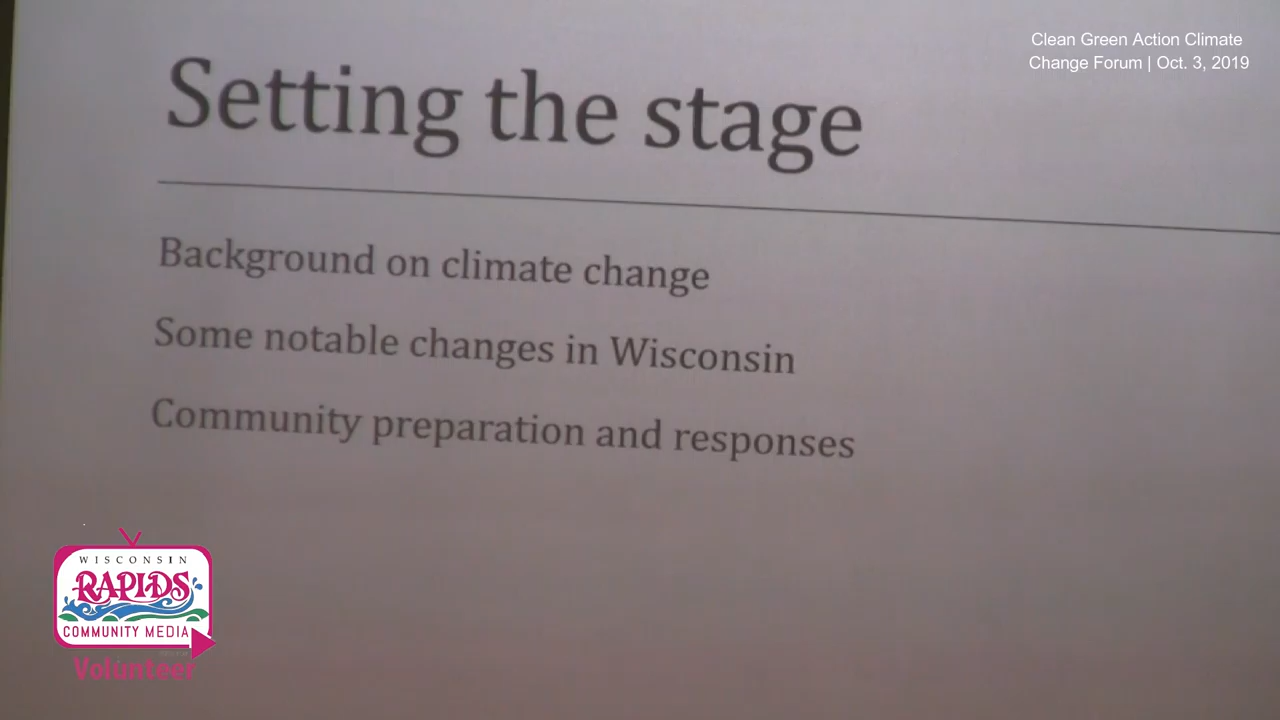 Clean Green Action Climate
Change Forum | Oct. 3, 2019
Setting the stage
Background on climate change
Some notable changes in Wisconsin
Community preparation and responses
WISCONSIN
RAPIDS
COMMUNITY MEDIA
Volunteer